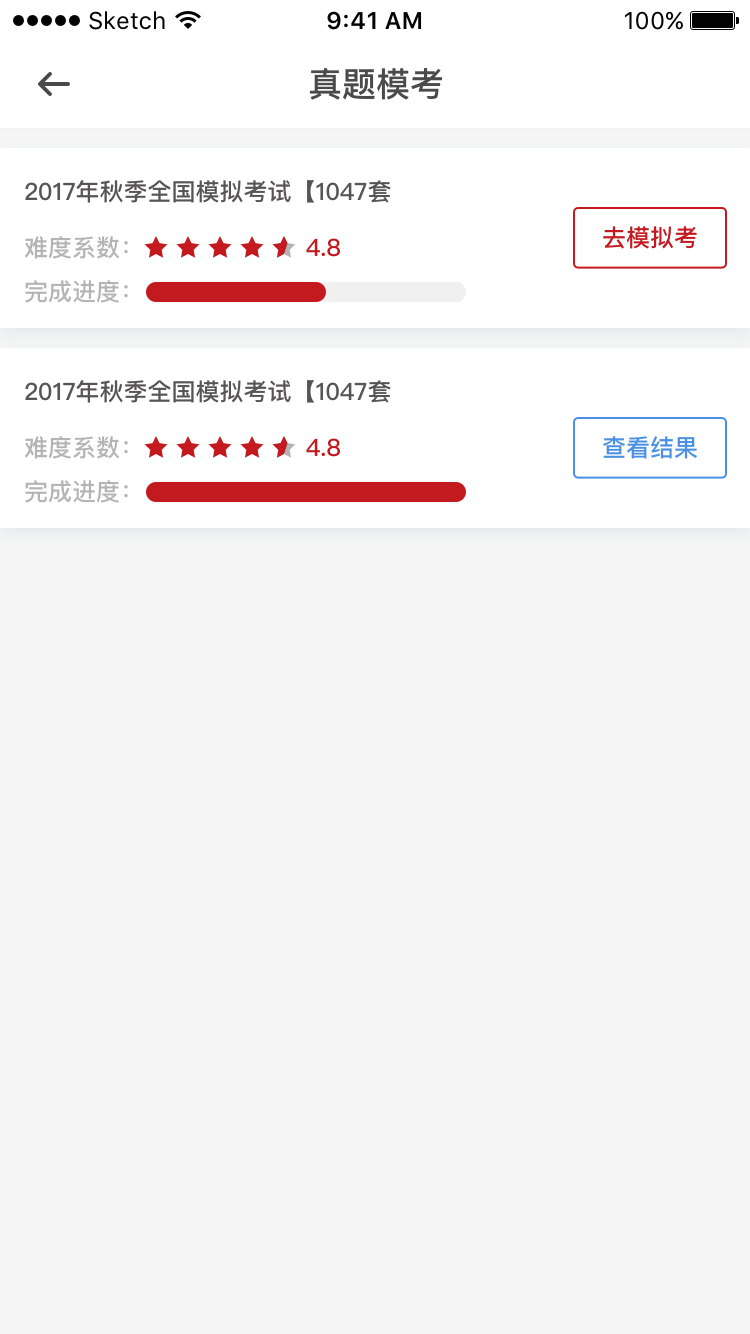 Sketch 9:41 AM 100%
真题模考
2017年秋季全国模拟考试【1047套
难度系数: 4.8
去模拟考
完成进度:
2017年秋季全国模拟考试【1047套
难度系数: 4.8
查看结果
完成进度: